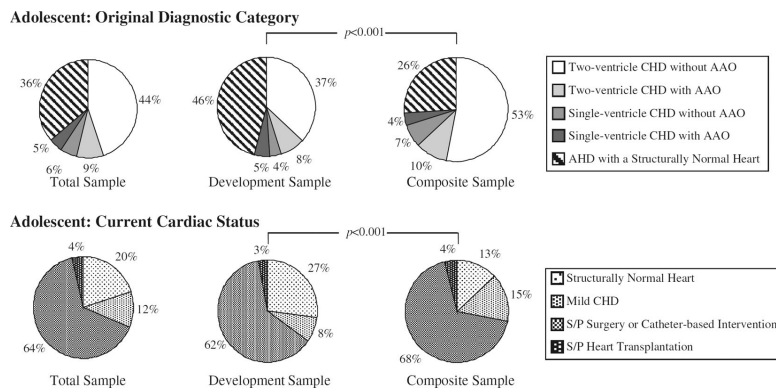 Adolescent: Original Diagnostic Category
p<0.001
36%
44%
5%
6%
9%
Total Sample
46%
37%
5%
4%
8%
Development Sample
26%
53%
4%
7%
10%
Composite Sample
Two-ventricle CHD without AAO
Two-ventricle CHD with AAO
Single-ventricle CHD without AAO
Single-ventricle CHD with AAO
AHD with a Structurally Normal Heart
Adolescent: Current Cardiac Status
p<0.001
4%
20%
12%
64%
Total Sample
3%
27%
8%
62%
Development Sample
4%
13%
15%
68%
Composite Sample
Structurally Normal Heart
Mild CHD
S/P Surgery or Catheter-based Intervention
S/P Heart Transplantation